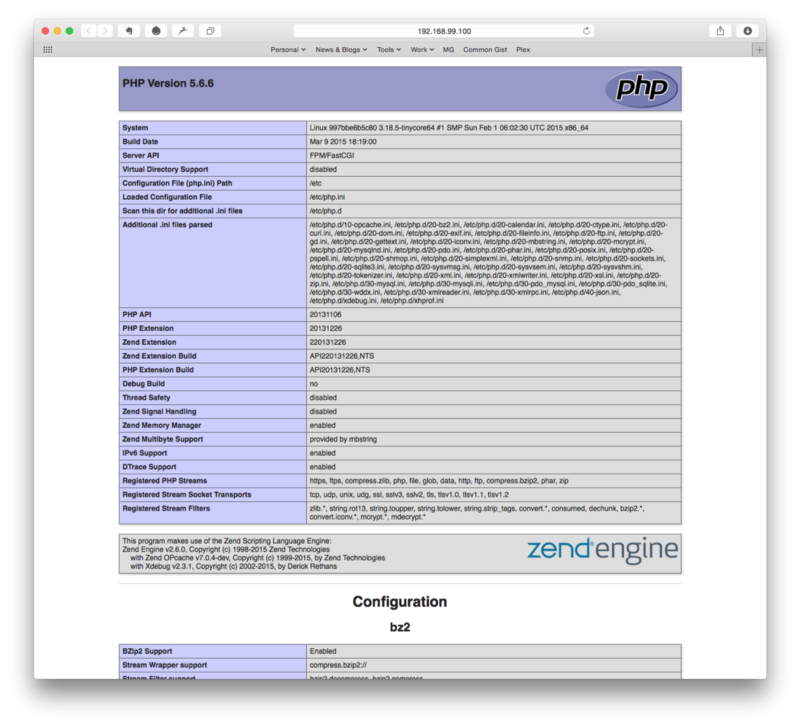 192.168.99.100
Personal News & Blogs Tools Work MG Common Gist Plex
PHP Version 5.6.6
php
System Linux 997bbe6b5c80 3.18.5-tinycore64 #1 SMP Sun Feb 1 06:02:30 UTC 2015 x86_64
Build Date Mar 9 2015 18:19:00
Server API FPM/FastCGI
Virtual Directory Support disabled
Configuration File (php.ini) Path /etc
Loaded Configuration File /etc/php.ini
Scan this dir for additional .ini files /etc/php.d
Additional .ini files parsed /etc/php.d/10-opcache.ini, /etc/php.d/20-bz2.ini, /etc/php.d/20-calendar.ini, /etc/php.d/20-ctype.ini, /etc/php.d/20-
curl.ini, /etc/php.d/20-dom.ini, /etc/php.d/20-exif.ini, /etc/php.d/20-fileinfo.ini, /etc/php.d/20-ftp.ini, /etc/php.d/20-
gd.ini, /etc/php.d/20-gettext.ini, /etc/php.d/20-iconv.ini, /etc/php.d/20-mbstring.ini, /etc/php.d/20-mcrypt.ini,
/etc/php.d/20-mysqlnd.ini, /etc/php.d/20-pdo.ini, /etc/php.d/20-phar.ini, /etc/php.d/20-posix.ini, /etc/php.d/20-
pspell.ini, /etc/php.d/20-shmop.ini, /etc/php.d/20-simplexml.ini, /etc/php.d/20-snmp.ini, /etc/php.d/20-sockets.ini,
/etc/php.d/20-sqlite3.ini, /etc/php.d/20-sysvmsg.ini, /etc/php.d/20-sysvsem.ini, /etc/php.d/20-sysvshm.ini,
/etc/php.d/20-tokenizer.ini, /etc/php.d/20-xml.ini, /etc/php.d/20-xmlwriter.ini, /etc/php.d/20-xsl.ini, /etc/php.d/20-
zip.ini, /etc/php.d/30-mysql.ini, /etc/php.d/30-mysqli.ini, /etc/php.d/30-pdo_mysql.ini, /etc/php.d/30-pdo_sqlite.ini,
/etc/php.d/30-wddx.ini, /etc/php.d/30-xmlreader.ini, /etc/php.d/30-xmlrpc.ini, /etc/php.d/40-json.ini,
/etc/php.d/xdebug.ini, /etc/php.d/xhprof.ini
PHP API 20131106
PHP Extension 20131226
Zend Extension 220131226
Zend Extension Build API220131226,NTS
PHP Extension Build API20131226,NTS
Debug Build no
Thread Safety disabled
Zend Signal Handling disabled
Zend Memory Manager enabled
Zend Multibyte Support provided by mbstring
IPv6 Support enabled
DTrace Support enabled
Registered PHP Streams https, ftps, compress.zlib, php, file, glob, data, http, ftp, compress.bzip2, phar, zip
Registered Stream Socket Transports tcp, udp, unix, udg, ssl, sslv3, sslv2, tls, tlsv1.0, tlsv1.1, tlsv1.2
Registered Stream Filters zlib.*, string.rot13, string.toupper, string.tolower, string.strip_tags, convert.*, consumed, dechunk, bzip2.*,
convert.iconv.*, mcrypt.*, mdecrypt.*
This program makes use of the Zend Scripting Language Engine:
Zend Engine v2.6.0, Copyright (c) 1998-2015 Zend Technologies
with Zend OPcache v7.0.4-dev, Copyright (c) 1999-2015, by Zend Technologies
with Xdebug v2.3.1, Copyright (c) 2002-2015, by Derick Rethans
zend engine
Configuration
bz2
BZip2 Support Enabled
Stream Wrapper support compress.bzip2://
Stream Filter support bzip2.decompress, bzip2.compress